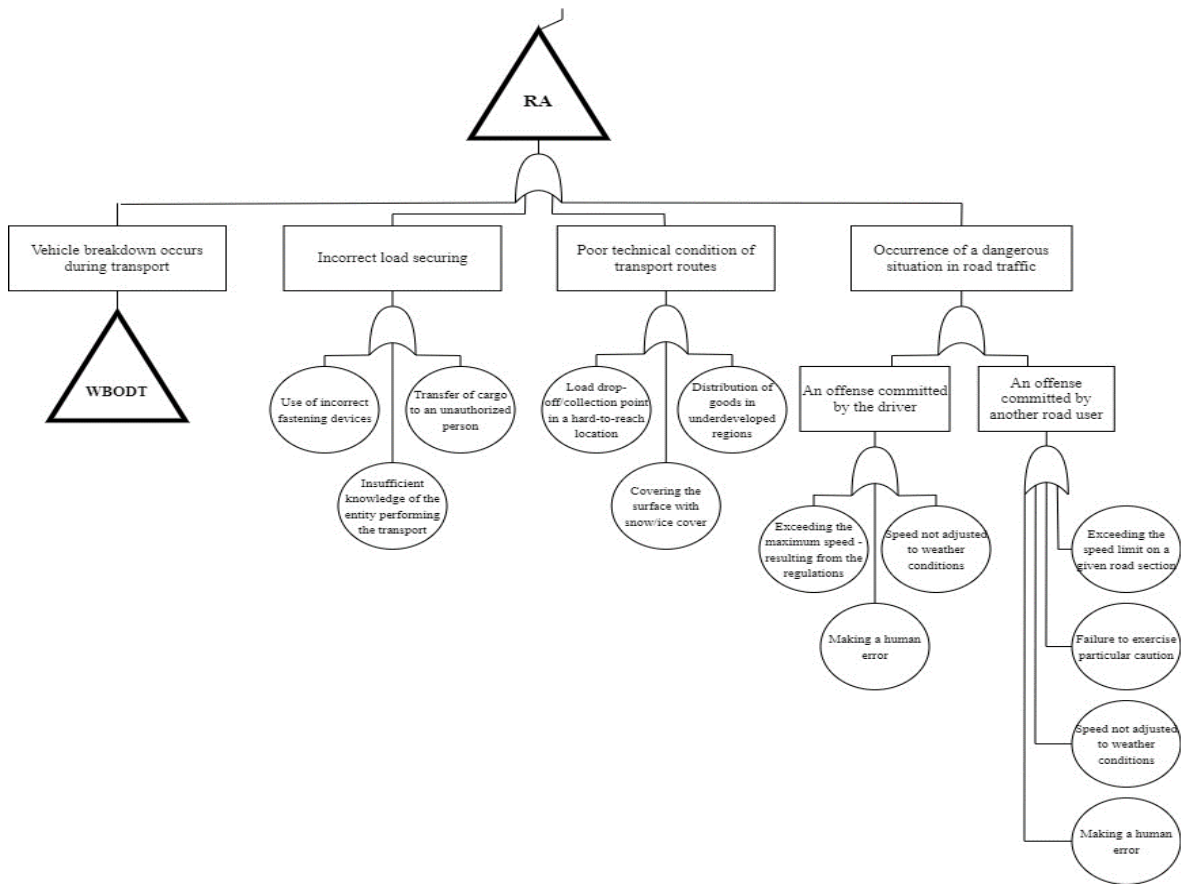 RA
Vehicle breakdown occurs
during transport
Incorrect load securing
Poor technical condition of
transport routes
Occurrence of a dangerous
situation in road traffic
WBODT
Use of incorrect
fastening devices
Transfer of cargo
to an unauthorized
person
Insufficient
knowledge of the
entity performing
the transport
Load drop-
off/collection point
in a hard-to-reach
location
Distribution of
goods in
underdeveloped
regions
Covering the
surface with
snow/ice cover
An offense committed
by the driver
An offense
committed by
another road user
Exceeding the
maximum speed -
resulting from the
regulations
Speed not adjusted
to weather
conditions
Making a human
error
Exceeding the
speed limit on a
given road section
Failure to exercise
particular caution
Speed not adjusted
to weather
conditions
Making a human
error